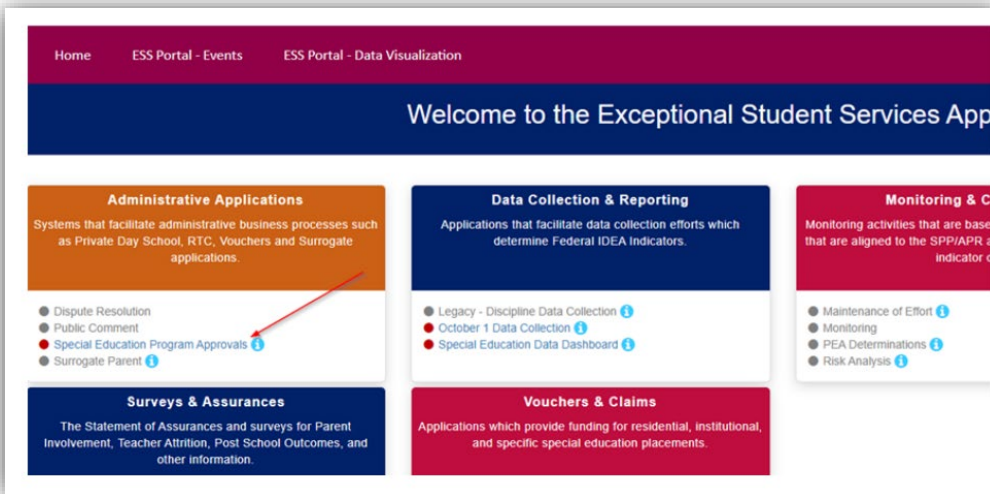 Home ESS Portal - Events ESS Portal - Data Visualization
Welcome to the Exceptional Student Services App
Administrative Applications
Systems that facilitate administrative business processes such
as Private Day School, RTC, Vouchers and Surrogate
applications.
Dispute Resolution
Public Comment
Special Education Program Approvals
Surrogate Parent
Data Collection & Reporting
Applications that facilitate data collection efforts which
determine Federal IDEA Indicators.
Legacy - Discipline Data Collection
October 1 Data Collection
Special Education Data Dashboard
Monitoring & C
Monitoring activities that are base
that are aligned to the SPP/APR a
indicator
Maintenance of Effort
Monitoring
PEA Determinations
Risk Analysis
Surveys & Assurances
The Statement of Assurances and surveys for Parent
Involvement, Teacher Attrition, Post School Outcomes, and
other information.
Vouchers & Claims
Applications which provide funding for residential, institutional,
and specific special education placements.